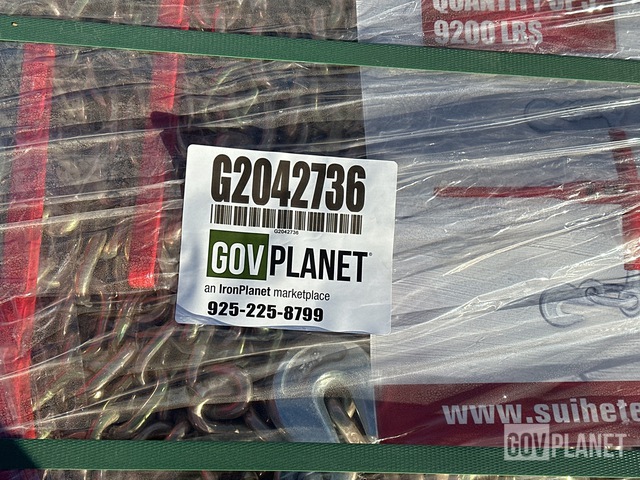 9200 LBS
G2042736
G2042736
GOVPLANET®
an IronPlanet marketplace
925-225-8799
www.suihete
GOVPLANET